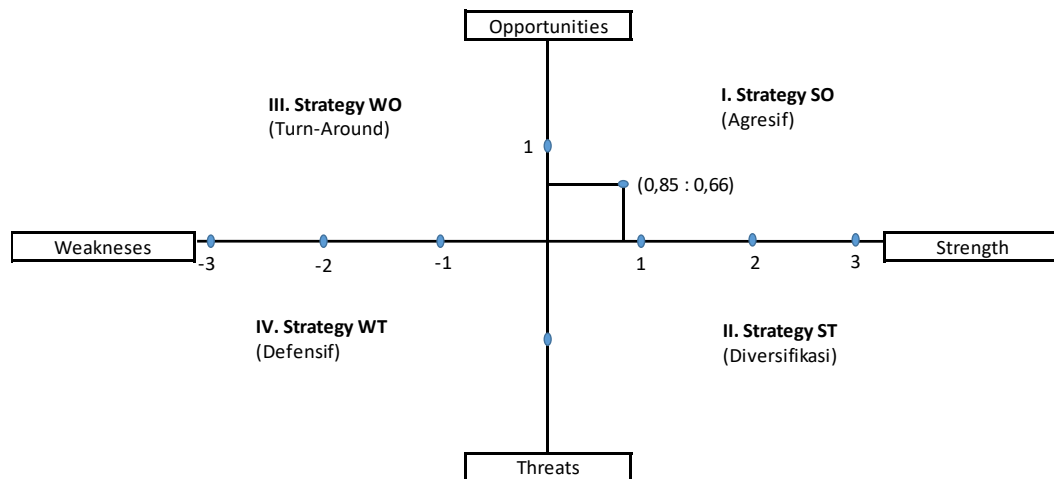 Opportunities
III. Strategy WO
(Turn-Around)
I. Strategy SO
(Agresif)
1
(0,85 : 0,66)
Weakneses
-3
-2
-1
1
2
3
Strength
IV. Strategy WT
(Defensif)
II. Strategy ST
(Diversifikasi)
Threats